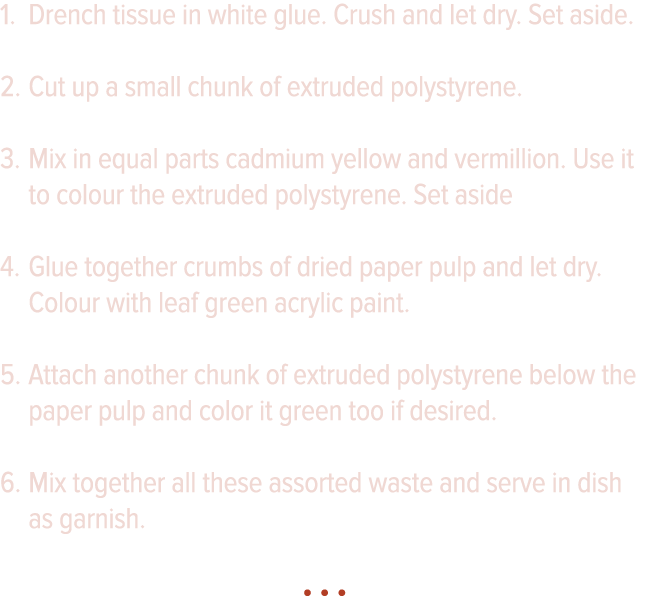 1. Drench tissue in white glue. Crush and let dry. Set aside.
2. Cut up a small chunk of extruded polystyrene.
3. Mix in equal parts cadmium yellow and vermillion. Use it
to colour the extruded polystyrene. Set aside
4. Glue together crumbs of dried paper pulp and let dry.
Colour with leaf green acrylic paint.
5. Attach another chunk of extruded polystyrene below the
paper pulp and color it green too if desired.
6. Mix together all these assorted waste and serve in dish
as garnish.
...